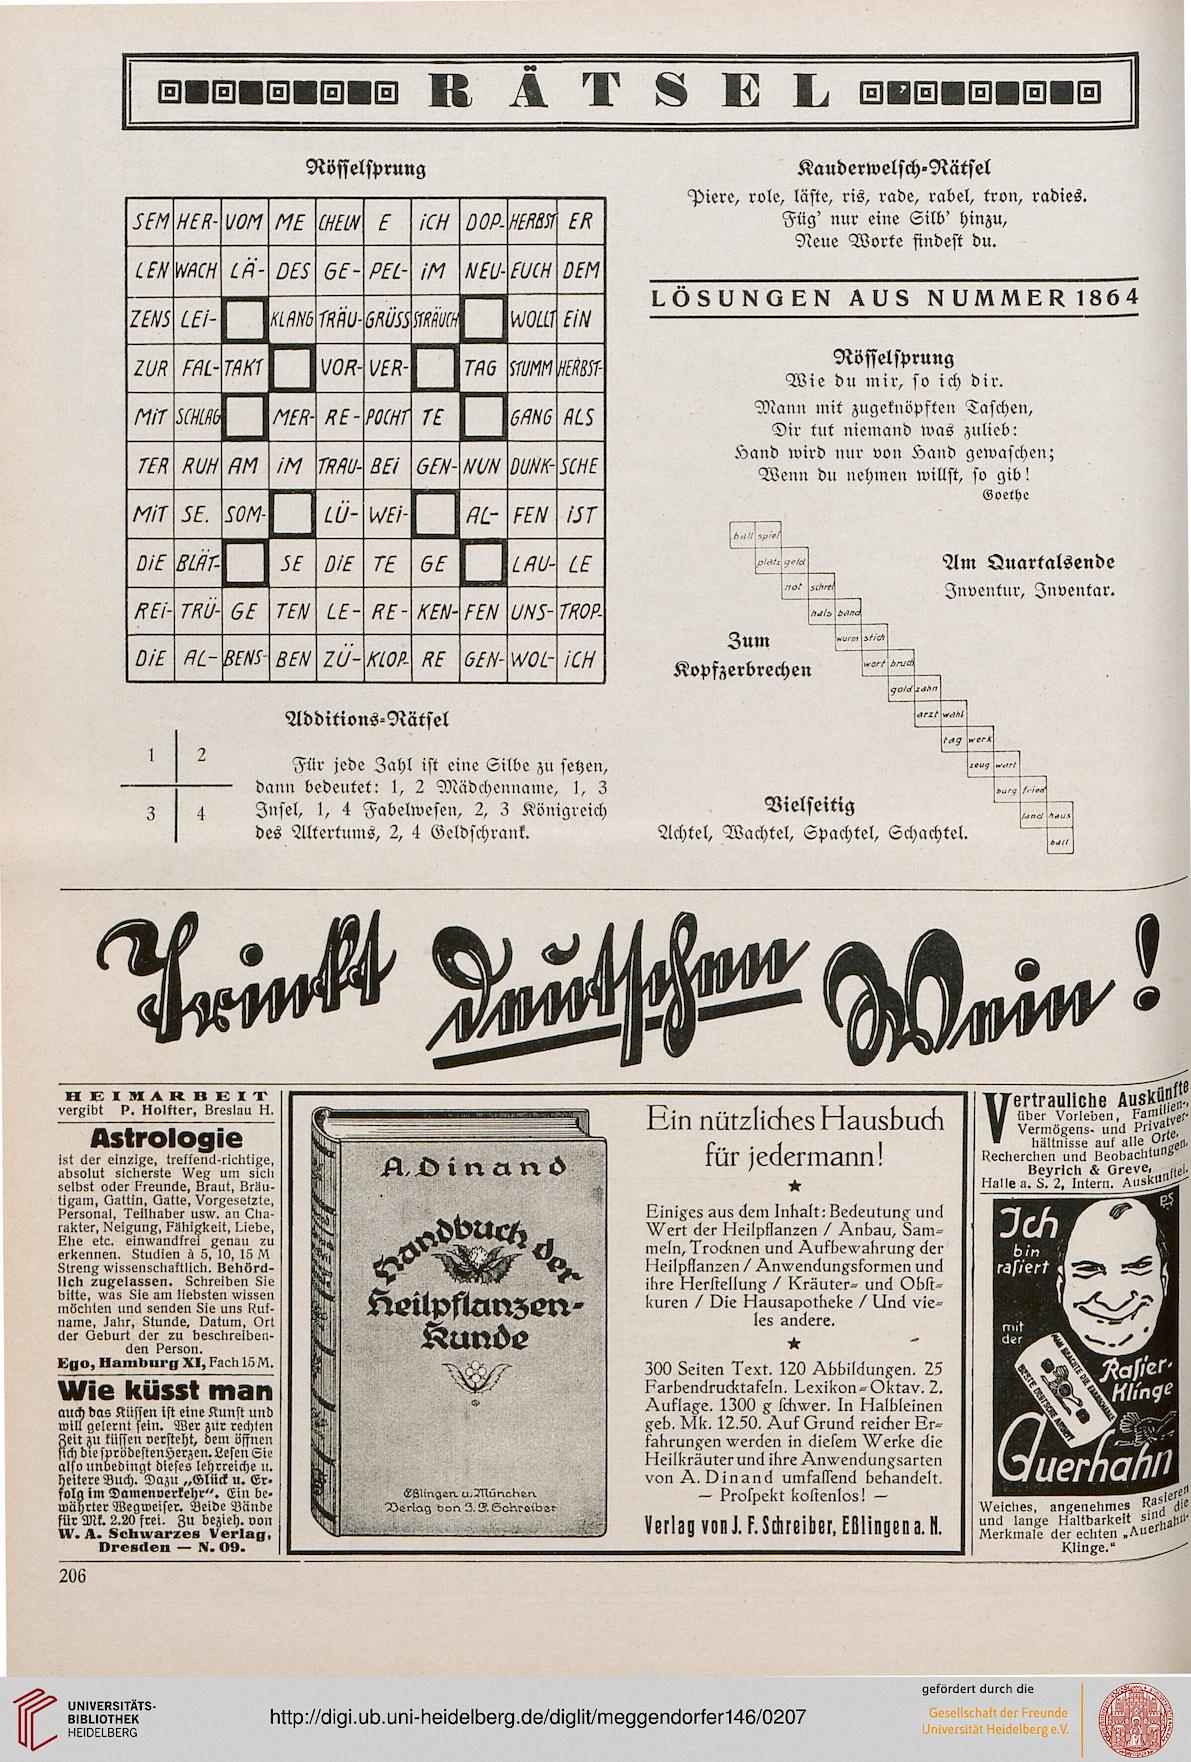 RÄTSEL
Rösselsprung
SEM HER- VOM ME CHELN E ICH DOP- HERBST ER
LEN WACH LÄ- DES GE- PEL- IM NEU- EUCH DEM
ZENS LEI- KLANG TRÄU- GRÜSS STRÄUCH WOLLT EIN
ZUR FAL- TAKT VOR- VER- TAG STUMM HERBST-
MIT SCHLAG MER- RE- POCHT TE GANG ALS
TER RUH AM IM TRAU- BEI GEN- NUN DUNK- SCHE
MIT SE. SOM- LÜ- WEI- AL- FEN IST
DIE BLÄT- SE DIE TE GE LAU- LE
REI- TRÜ- GE TEN LE- RE- KEN- FEN UNS- TROP-
DIE AL- BENS- BEN ZÜ- KLOP- RE GEN- WOL- ICH
Additions-Rätsel
1 2
3 4
Für jede Zahl ist eine Silbe zu setzen,
dann bedeutet: 1, 2 Mädchenname, 1, 3
Insel, 1, 4 Fabelwesen, 2, 3 Königreich
des Altertums, 2, 4 Geldschrank.
Kauderwelsch-Rätsel
Piere, role, läste, ris, rade, rabel, tron, radies.
Füg' nur eine Silb' hinzu,
Neue Worte findest du.
LÖSUNGEN AUS NUMMER 1864
Rösselsprung
Wie du mir, so ich dir.
Mann mit zugeknöpften Taschen,
Dir tut niemand was zulieb:
Hand wird nur von Hand gewaschen;
Wenn du nehmen willst, so gib!
Goethe
ball spiel
platz geld
not schrei
hals band
wurm stich
wort bruch
gold zahn
arzt wahl
tag werk
zeug wart
burg fried
land haus
ball
Zum
Kopfzerbrechen
Am Quartalsende
Inventur, Inventar.
Vielseitig
Achtel, Wachtel, Spachtel, Schachtel.
Trinkt deutschen Wein!
HEIMARBEIT
vergibt P. Holfter, Breslau H.
Astrologie
ist der einzige, treffend-richtige,
absolut sicherste Weg um sich
selbst oder Freunde, Braut, Bräu-
tigam, Gattin, Gatte, Vorgesetzte,
Personal, Teilhaber usw. an Cha-
rakter, Neigung, Fähigkeit, Liebe,
Ehe etc. einwandfrei genau zu
erkennen. Studien à 5, 10, 15 M
Streng wissenschaftlich. Behörd-
lich zugelassen. Schreiben Sie
bitte, was Sie am liebsten wissen
möchten und senden Sie uns Ruf-
name, Jahr, Stunde, Datum, Ort
der Geburt der zu beschreiben-
den Person.
Ego, Hamburg XI, Fach 15 M.
Wie küsst man
auch das Küssen ist eine Kunst und
will gelernt sein. Wer zur rechten
Zeit zu küssen versteht, dem öffnen
sich die sprödesten Herzen. Lesen Sie
also unbedingt dieses lehrreiche u.
heitere Buch. Dazu „Glück u. Er-
folg im Damenverkehr". Ein be-
währter Wegweiser. Beide Bände
für Mk. 2.20 frei. Zu bezieh. von
W. A. Schwarzes Verlag,
Dresden — N. 09.
A. Dinand
Handbuch der
Heilpflanzen-
Kunde
Eßlingen u. München
Verlag von J. F. Schreiber
Ein nützliches Hausbuch
für jedermann!
Einiges aus dem Inhalt: Bedeutung und
Wert der Heilpflanzen / Anbau, Sam-
meln, Trocknen und Aufbewahrung der
Heilpflanzen / Anwendungsformen und
ihre Herstellung / Kräuter- und Obst-
kuren / Die Hausapotheke / Und vie-
les andere.
300 Seiten Text. 120 Abbildungen. 25
Farbendrucktafeln. Lexikon-Oktav. 2.
Auflage. 1300 g schwer. In Halbleinen
geb. Mk. 12.50. Auf Grund reicher Er-
fahrungen werden in diesem Werke die
Heilkräuter und ihre Anwendungsarten
von A. Dinand umfassend behandelt.
— Prospekt kostenlos! —
Verlag von J. F. Schreiber, Eßlingen a. N.
Vertrauliche Auskünfte
über Vorleben, Familien-,
Vermögens- und Privatver-
hältnisse auf alle Orte.
Recherchen und Beobachtungen.
Beyrich & Greve,
Halle a. S. 2, Intern. Auskunftei.
Ich
bin
rasiert
mit
der
Rasier-
Klinge
Auerhahn
Weiches, angenehmes Rasieren
und lange Haltbarkeit sind die
Merkmale der echten „Auerhahn-
Klinge."
206
UNIVERSITÄTS-
BIBLIOTHEK
HEIDELBERG
http://digi.ub.uni-heidelberg.de/diglit/meggendorfer146/0207
gefördert durch die
Gesellschaft der Freunde
Universität Heidelberg e.V.